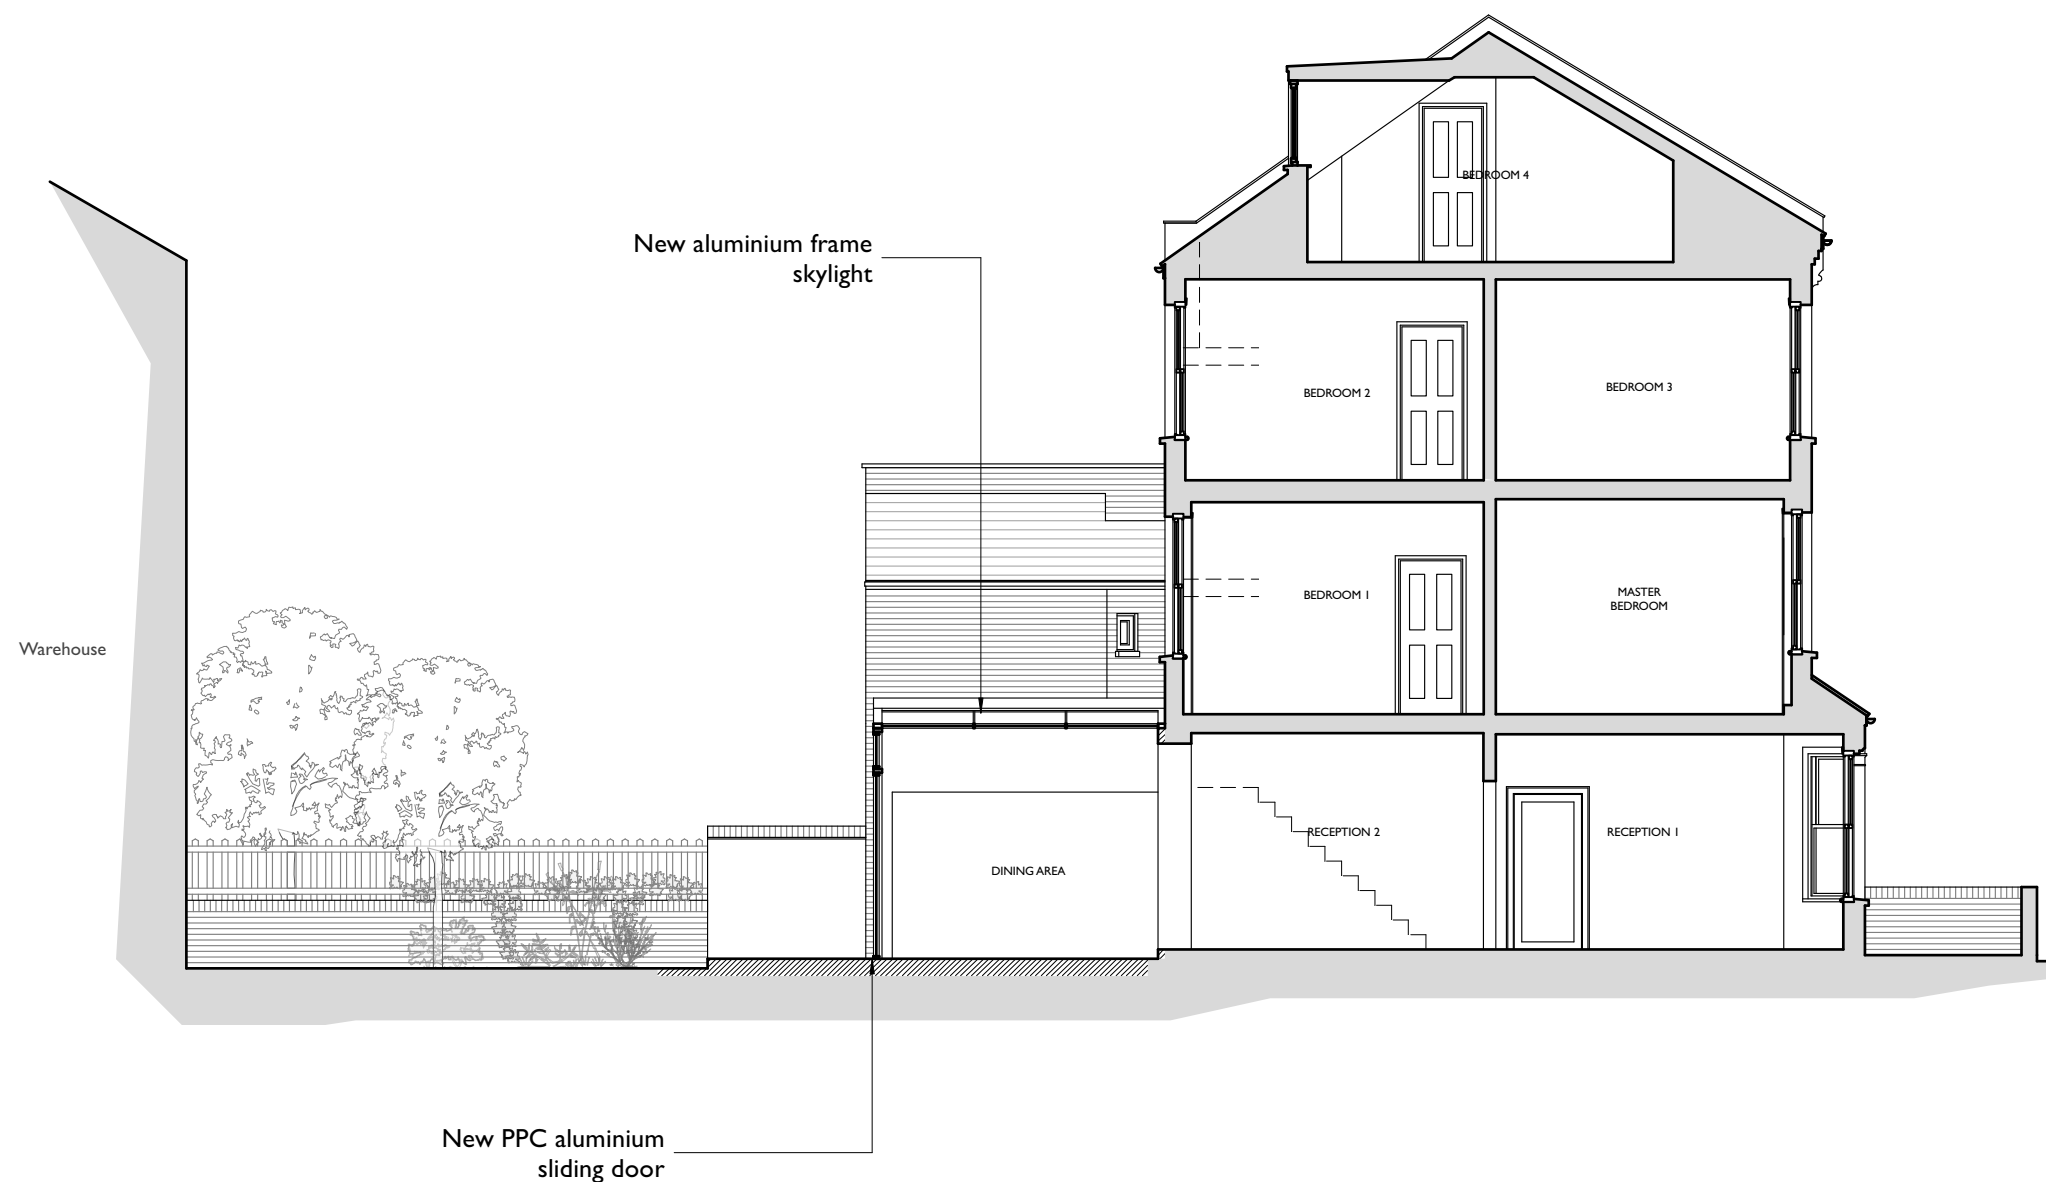 BEDROOM 4
New aluminium frame
skylight
BEDROOM 2
BEDROOM 3
BEDROOM 1
MASTER
BEDROOM
Warehouse
RECEPTION 2
RECEPTION 1
DINING AREA
New PPC aluminium
sliding door